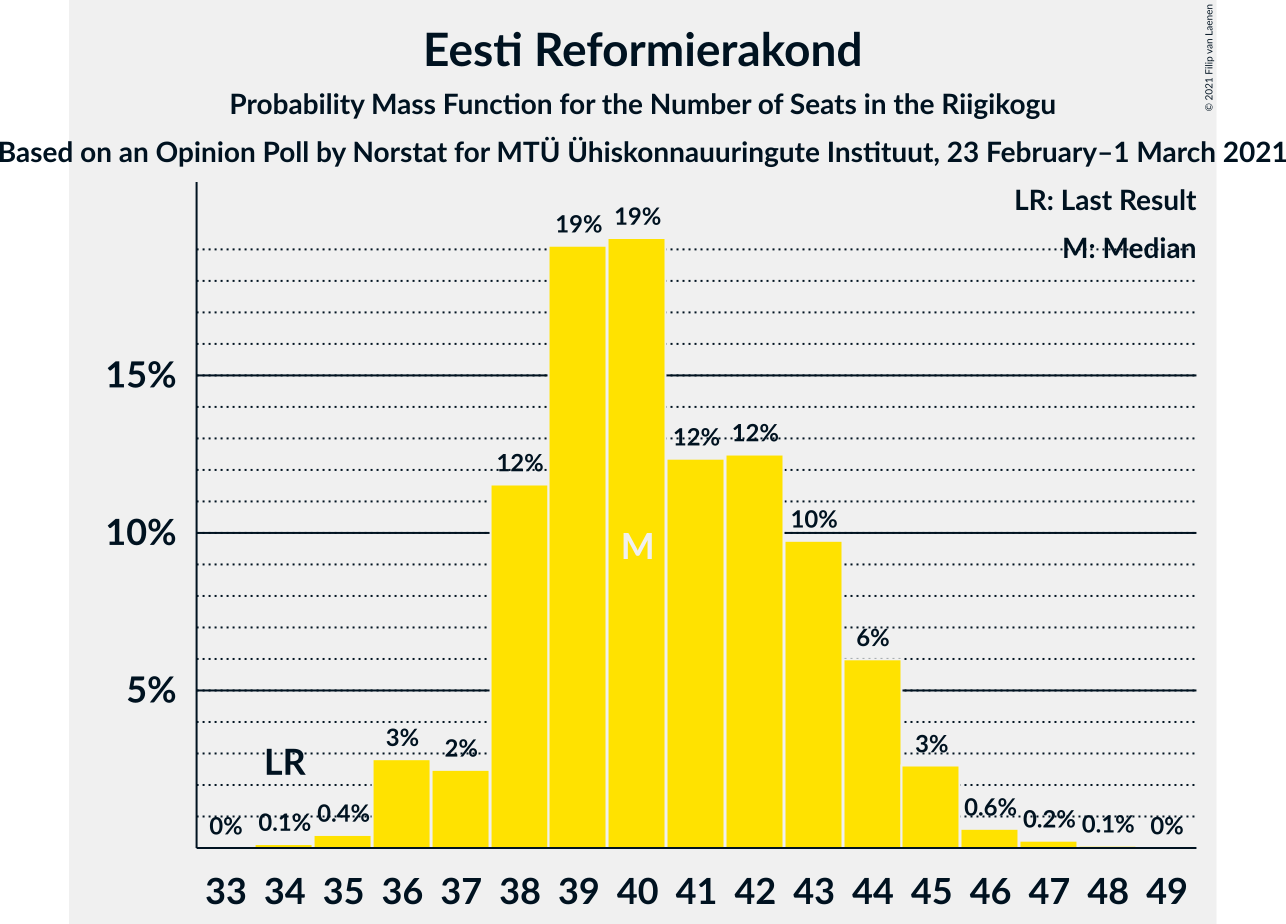 Eesti Reformierakond
Probability Mass Function for the Number of Seats in the Riigikogu
Based on an Opinion Poll by Norstat for MTÜ Ühiskonnauuringute Instituut, 23 February–1 March 2021
© 2021 Filip van Laenen
LR: Last Result
M: Median
15%
10%
5%
0% 0.1% 0.4% 3% 2% 12% 19% 19% 12% 12% 10% 6% 3% 0.6% 0.2% 0.1% 0%
LR
M
33 34 35 36 37 38 39 40 41 42 43 44 45 46 47 48 49